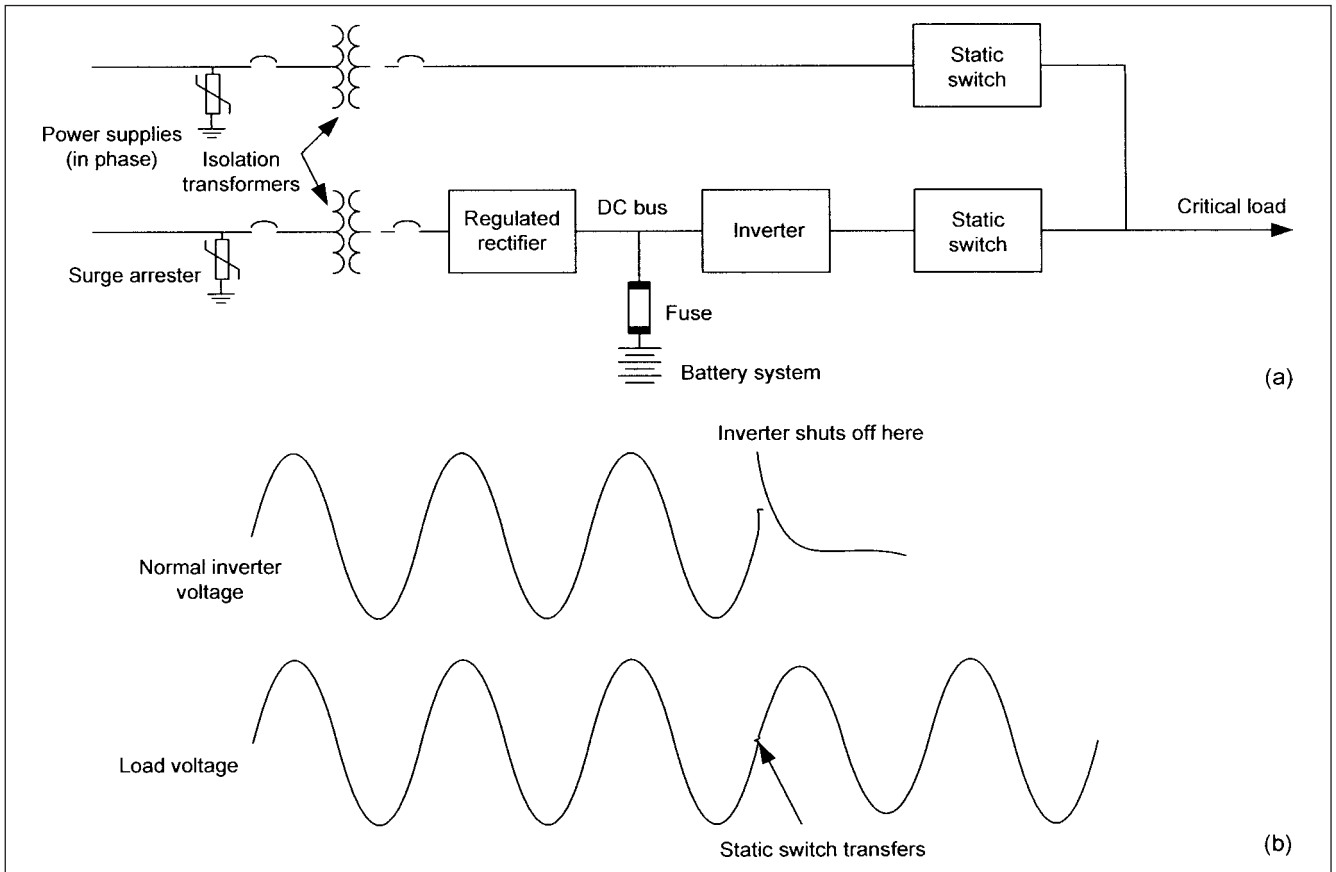 Static
switch
Power supplies
(in phase)
Isolation
transformers
Regulated
rectifier
DC bus
Inverter
Static
switch
Critical load
Surge arrester
Fuse
Battery system
(a)
Inverter shuts off here
Normal inverter
voltage
Load voltage
Static switch transfers
(b)